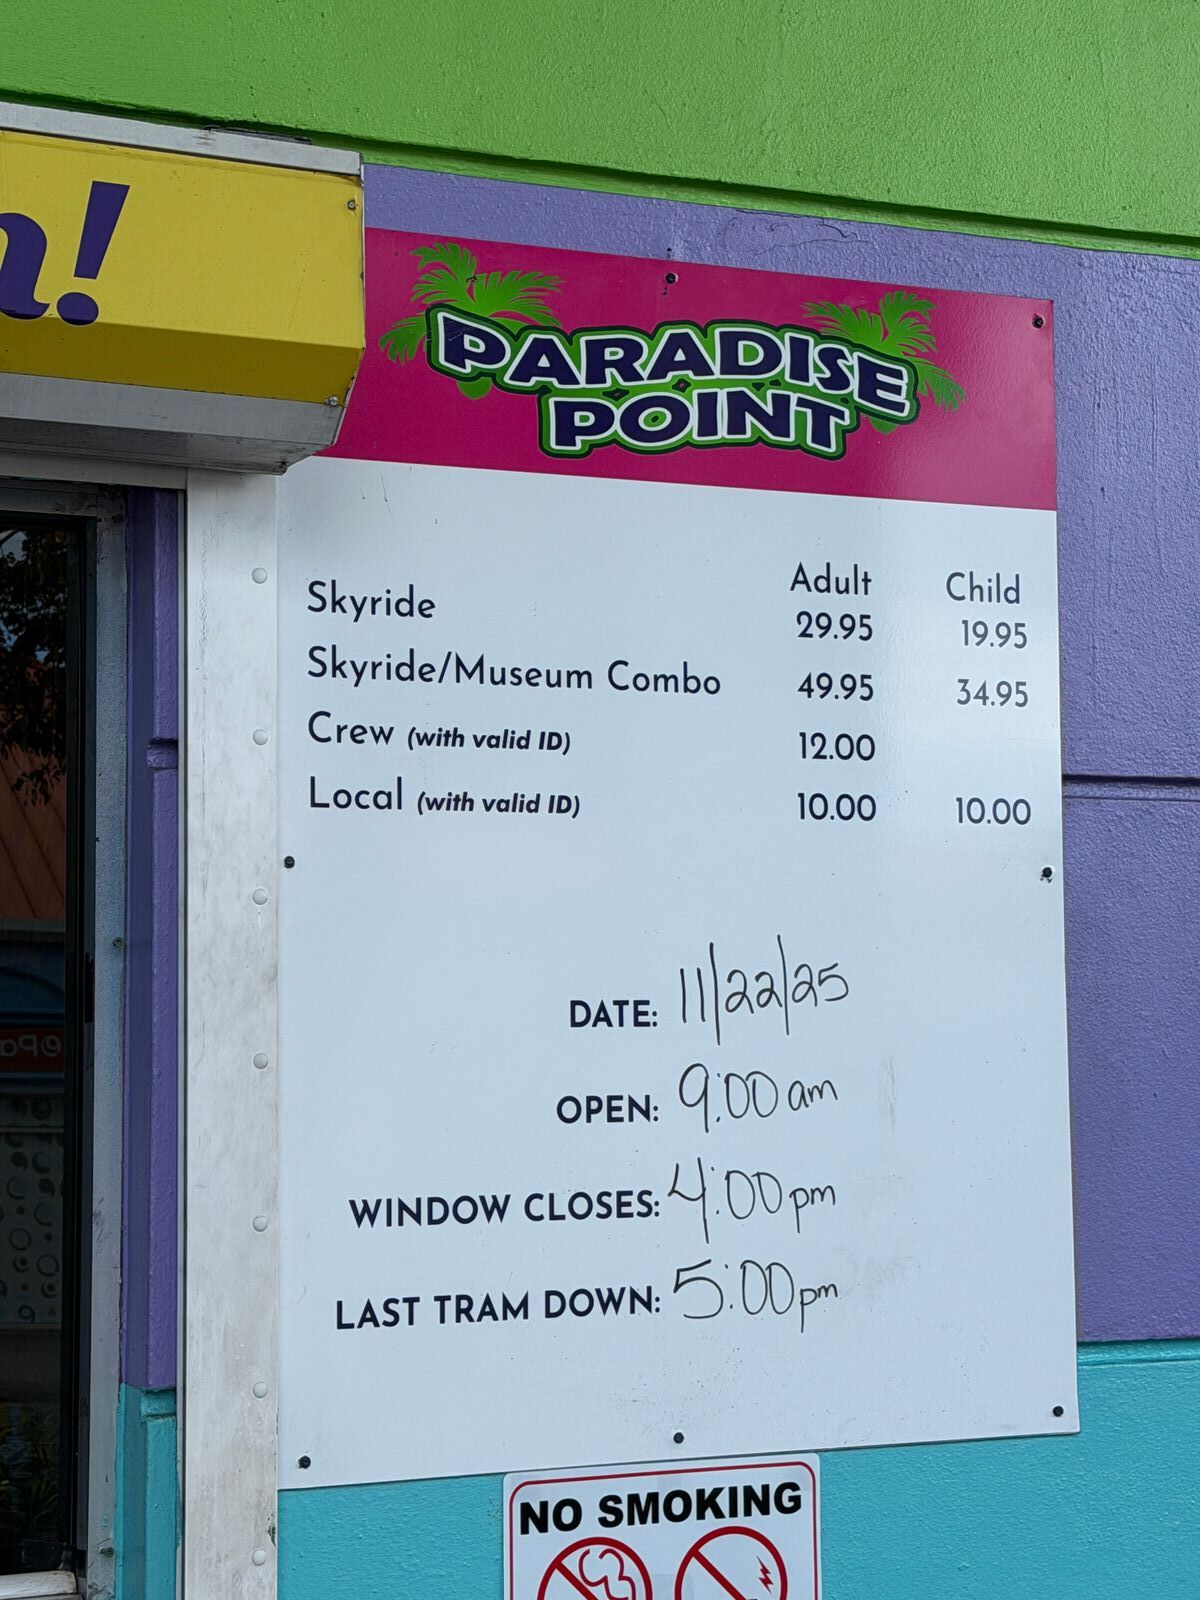 n!
PARADISE
POINT
Adult Child
Skyride 29.95 19.95
Skyride/Museum Combo 49.95 34.95
Crew (with valid ID) 12.00
Local (with valid ID) 10.00 10.00
DATE: 11/22/25
OPEN: 9:00 am
WINDOW CLOSES: 4:00 pm
LAST TRAM DOWN: 5:00 pm
NO SMOKING